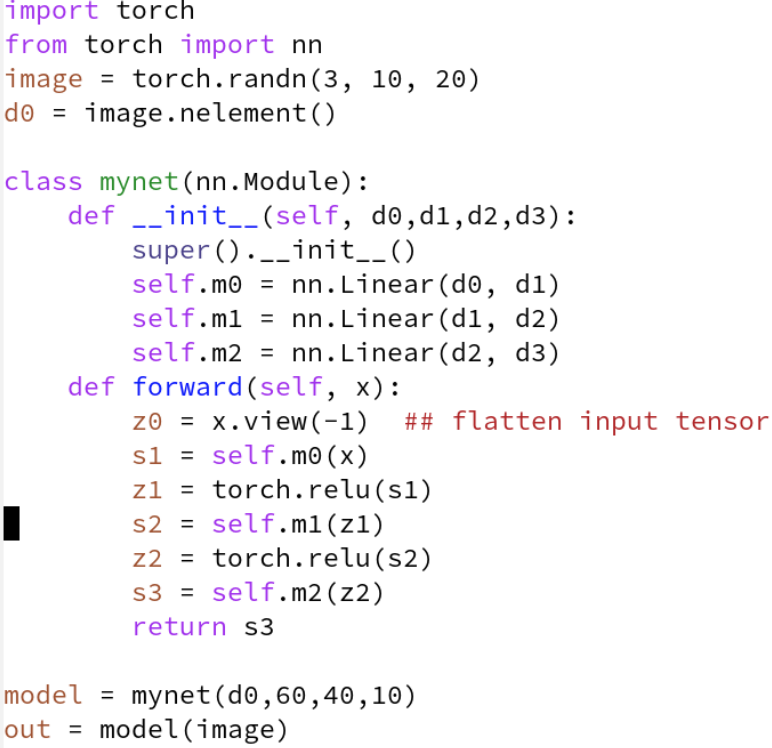 import torch
from torch import nn
image = torch.randn(3, 10, 20)
d0 = image.nelement()

class mynet(nn.Module):
    def __init__(self, d0,d1,d2,d3):
        super().__init__()
        self.m0 = nn.Linear(d0, d1)
        self.m1 = nn.Linear(d1, d2)
        self.m2 = nn.Linear(d2, d3)
    def forward(self, x):
        z0 = x.view(-1)  ## flatten input tensor
        s1 = self.m0(x)
        z1 = torch.relu(s1)
        s2 = self.m1(z1)
        z2 = torch.relu(s2)
        s3 = self.m2(z2)
        return s3

model = mynet(d0,60,40,10)
out = model(image)